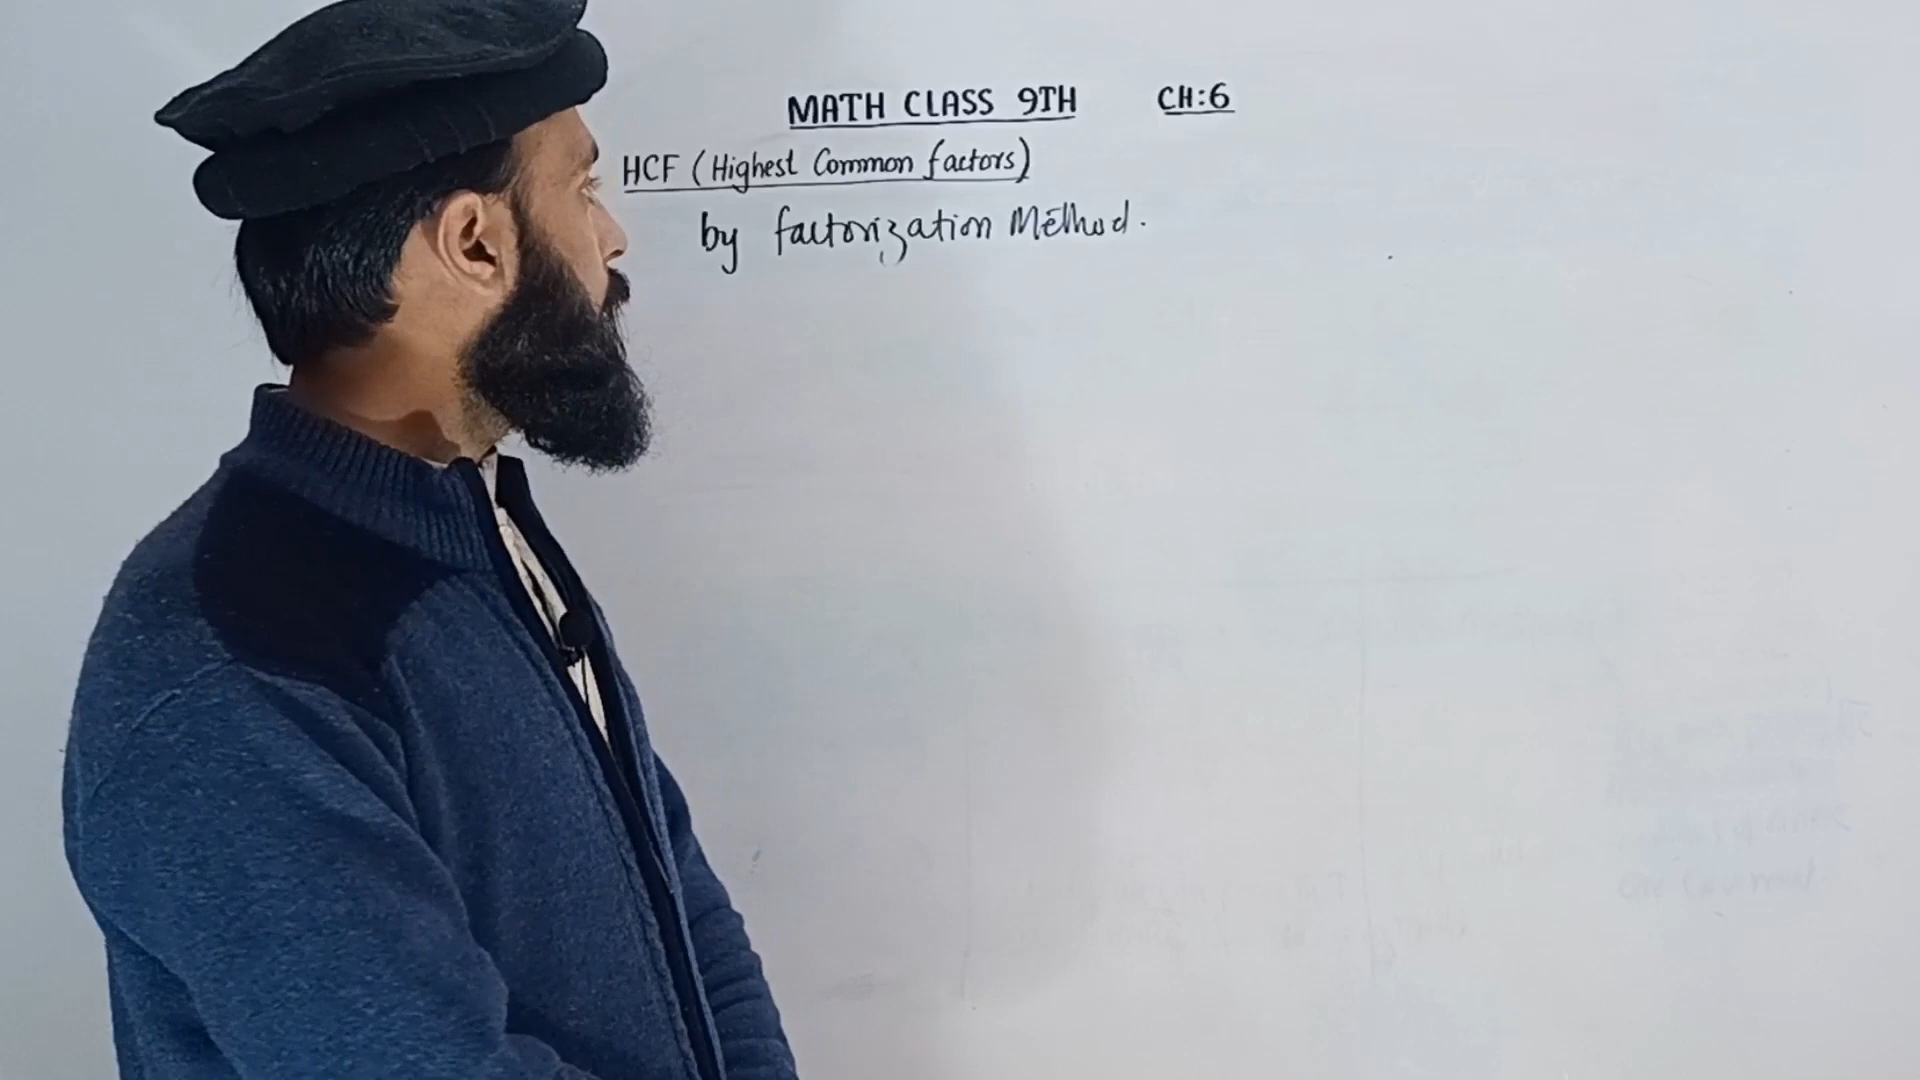 MATH CLASS 9TH CH:6
HCF (Highest Common factors)
by factorization Method.